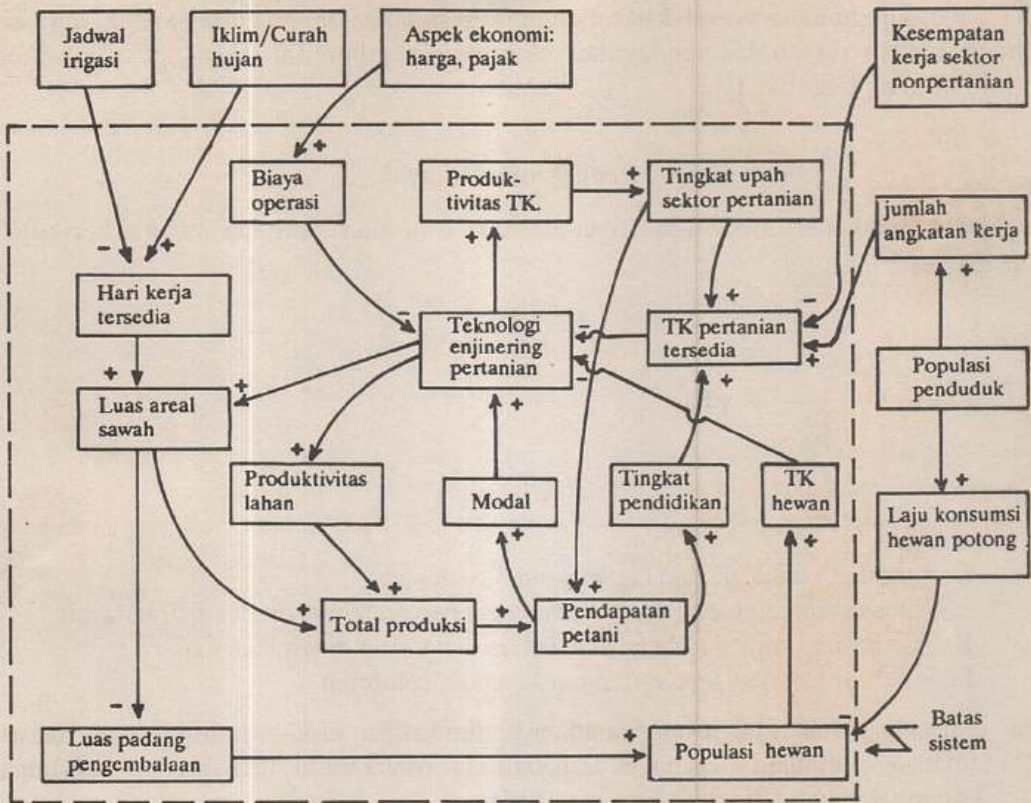 Jadwal
irigasi
Iklim/Curah
hujan
Aspek ekonomi:
harga, pajak
Kesempatan
kerja sektor
nonpertanian
+
Biaya
operasi
Produk-
tivitas TK.
+
Tingkat upah
sektor pertanian
jumlah
angkatan kerja
+
-
+
+
+
Hari kerja
tersedia
-
Teknologi
enjinering
pertanian
-
-
TK pertanian
tersedia
+
-
+
Populasi
penduduk
+
+
Luas areal
sawah
+
+
+
Produktivitas
lahan
Modal
Tingkat
pendidikan
TK
hewan
+
Laju konsumsi
hewan potong
+
+
+
+
+
Total produksi
+
+
Pendapatan
petani
-
Luas padang
pengembalaan
+
Populasi hewan
-
Batas
sistem